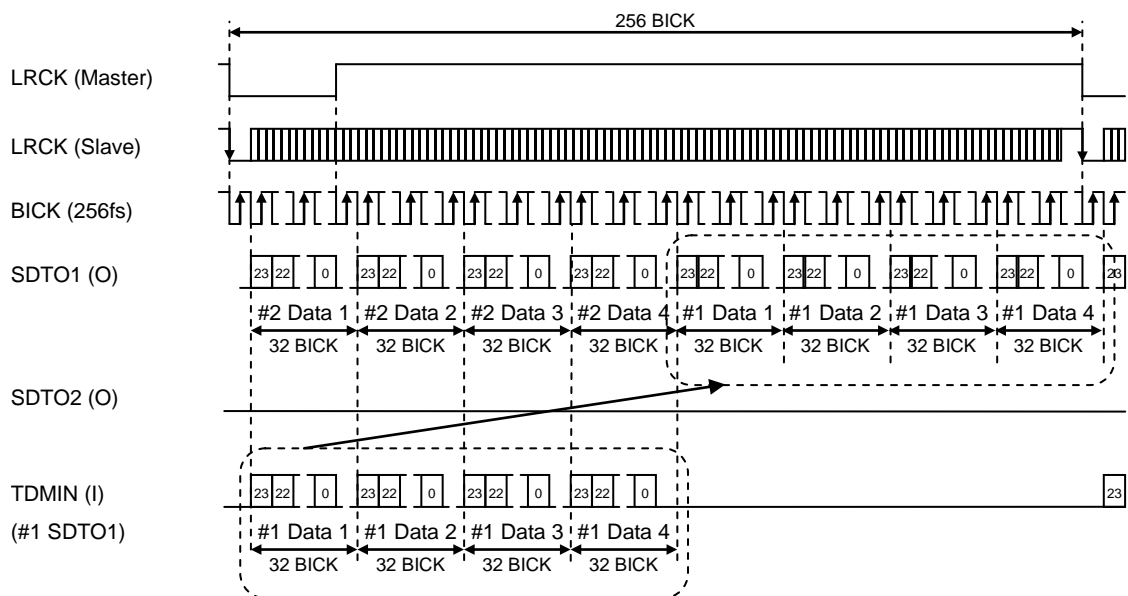 256 BICK
LRCK (Master)
LRCK (Slave)
BICK (256fs)
SDTO1 (O)
23 22 0 23 22 0 23 22 0 23 22 0 23 22 0 23 22 0 23 22 0 23 22 0 23
#2 Data 1 #2 Data 2 #2 Data 3 #2 Data 4 #1 Data 1 #1 Data 2 #1 Data 3 #1 Data 4
32 BICK 32 BICK 32 BICK 32 BICK 32 BICK 32 BICK 32 BICK 32 BICK
SDTO2 (O)
TDMIN (I)
23 22 0 23 22 0 23 22 0 23 22 0 23
(#1 SDTO1)
#1 Data 1 #1 Data 2 #1 Data 3 #1 Data 4
32 BICK 32 BICK 32 BICK 32 BICK